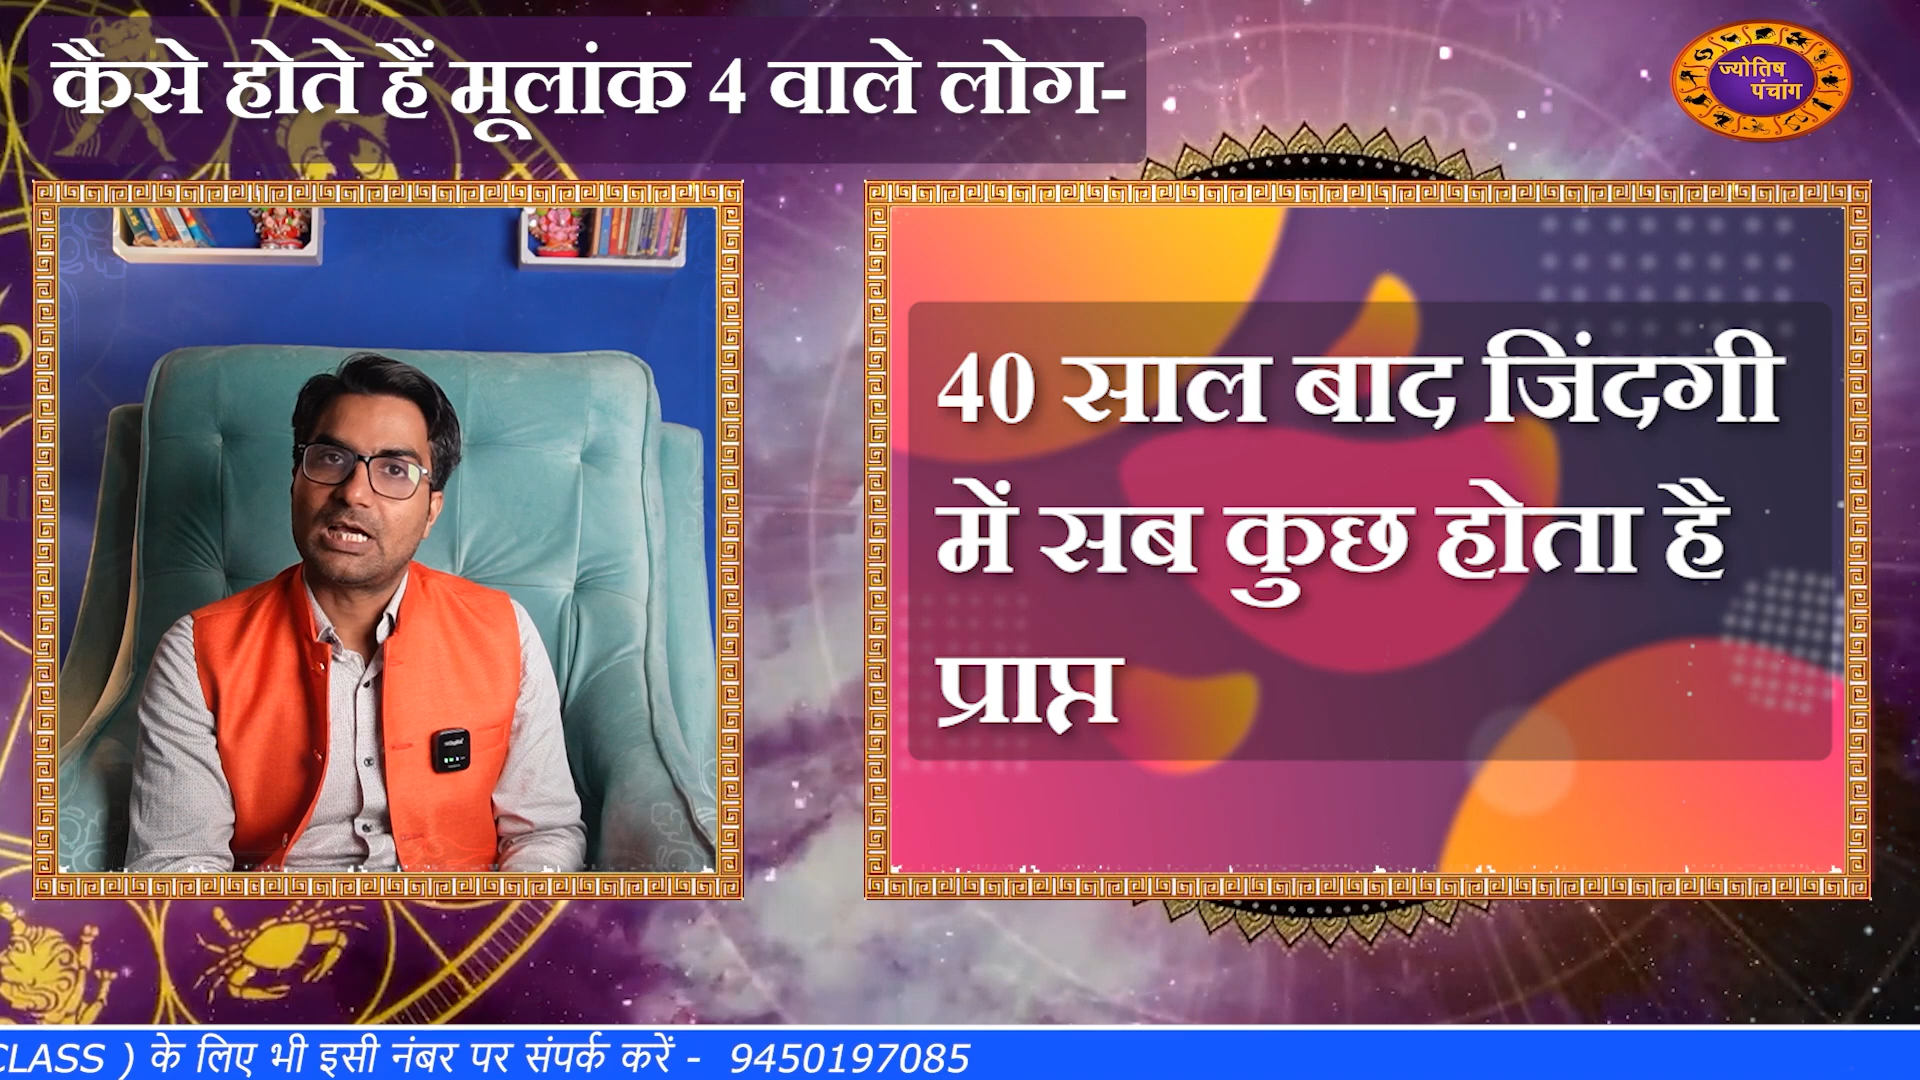 कैसे होते हैं मूलांक 4 वाले लोग-
ज्योतिष
पंचांग
40 साल बाद जिंदगी
में सब कुछ होता है
प्राप्त
CLASS ) के लिए भी इसी नंबर पर संपर्क करें - 9450197085